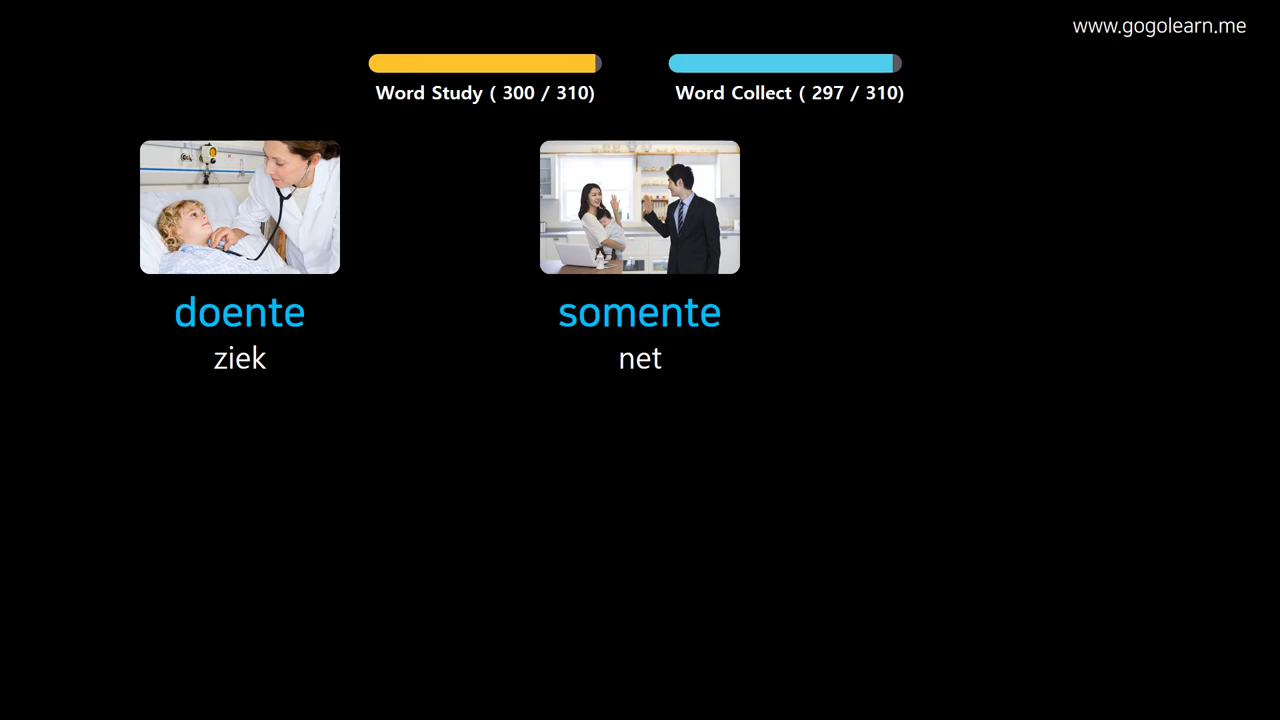 www.gogolearn.me
Word Study ( 300 / 310)
Word Collect ( 297 / 310)
doente
somente
ziek
net